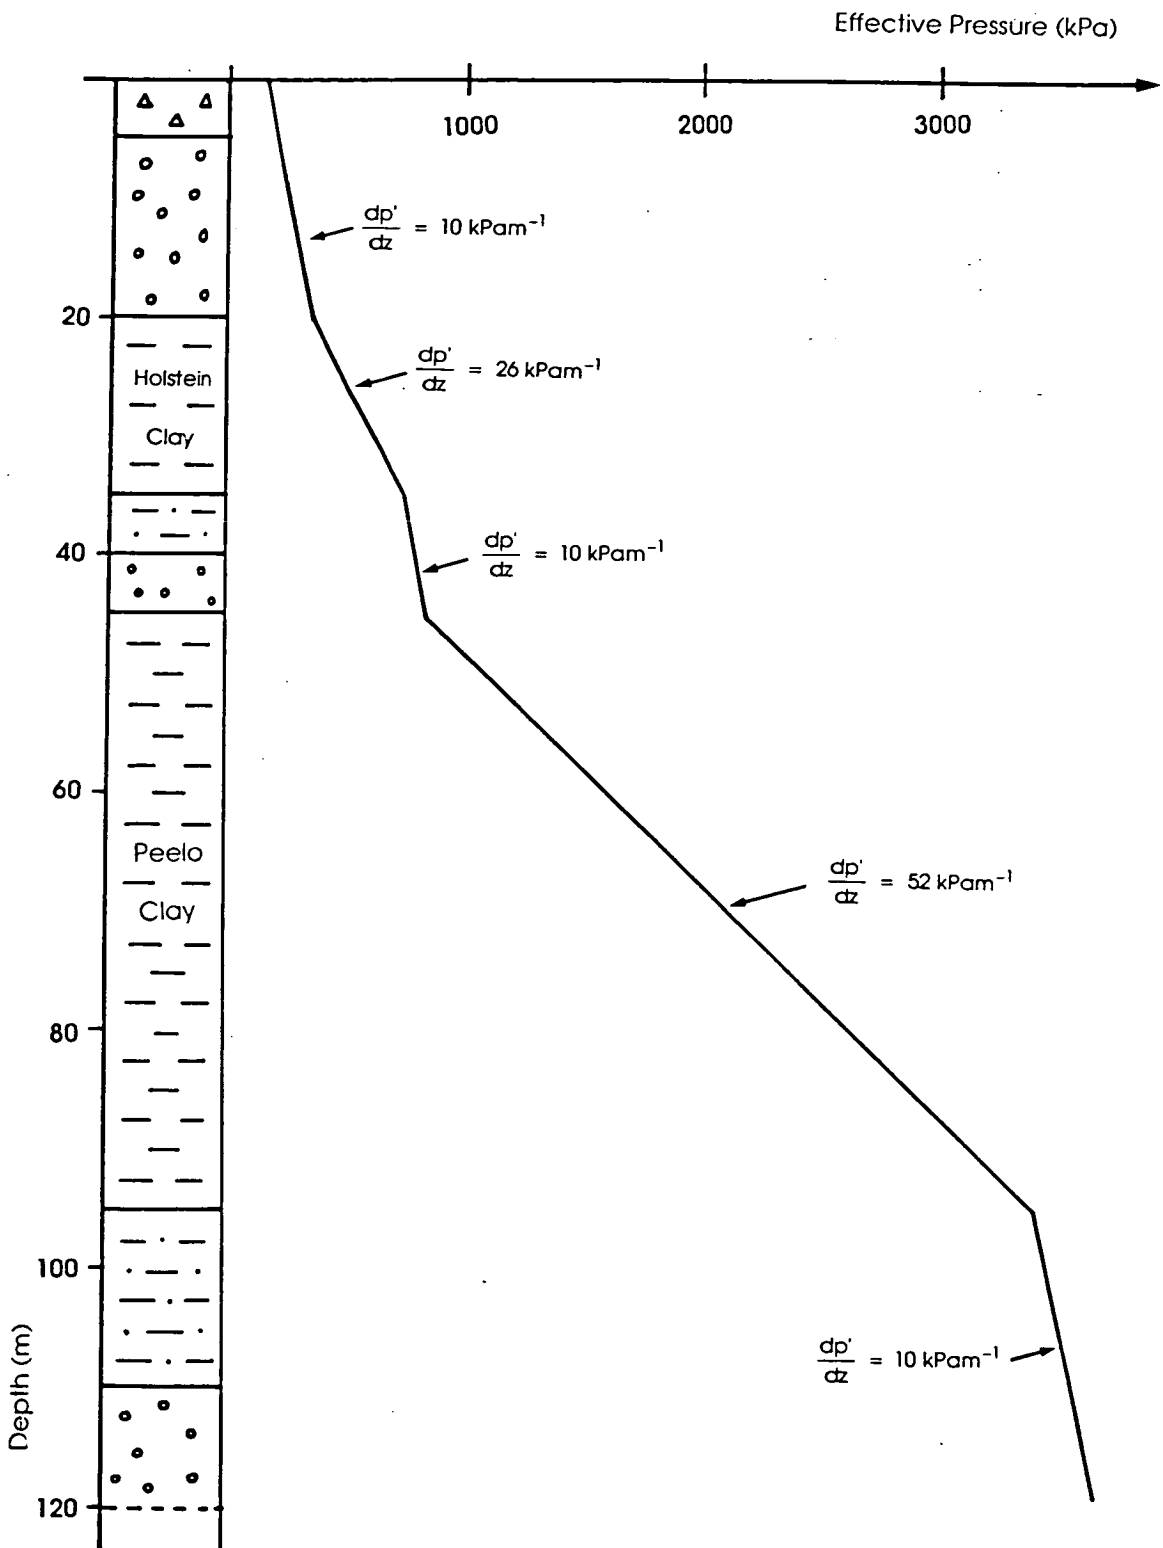 Effective Pressure (kPa)
1000 2000 3000
dp'
dz = 10 kPam⁻¹
20
dp'
dz = 26 kPam⁻¹
Holstein
Clay
40
dp'
dz = 10 kPam⁻¹
60
Peelo
Clay
dp'
dz = 52 kPam⁻¹
80
100
dp'
dz = 10 kPam⁻¹
Depth (m)
120